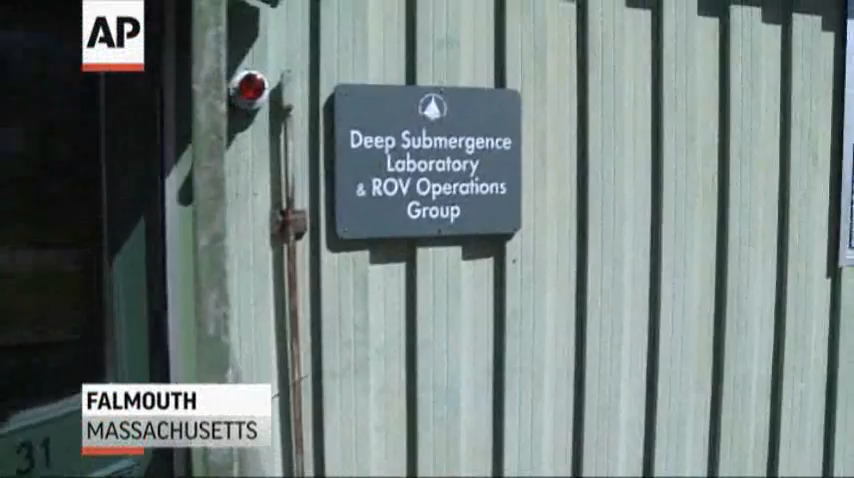 AP
Deep Submergence
Laboratory
& ROV Operations
Group
FALMOUTH
MASSACHUSETTS
31